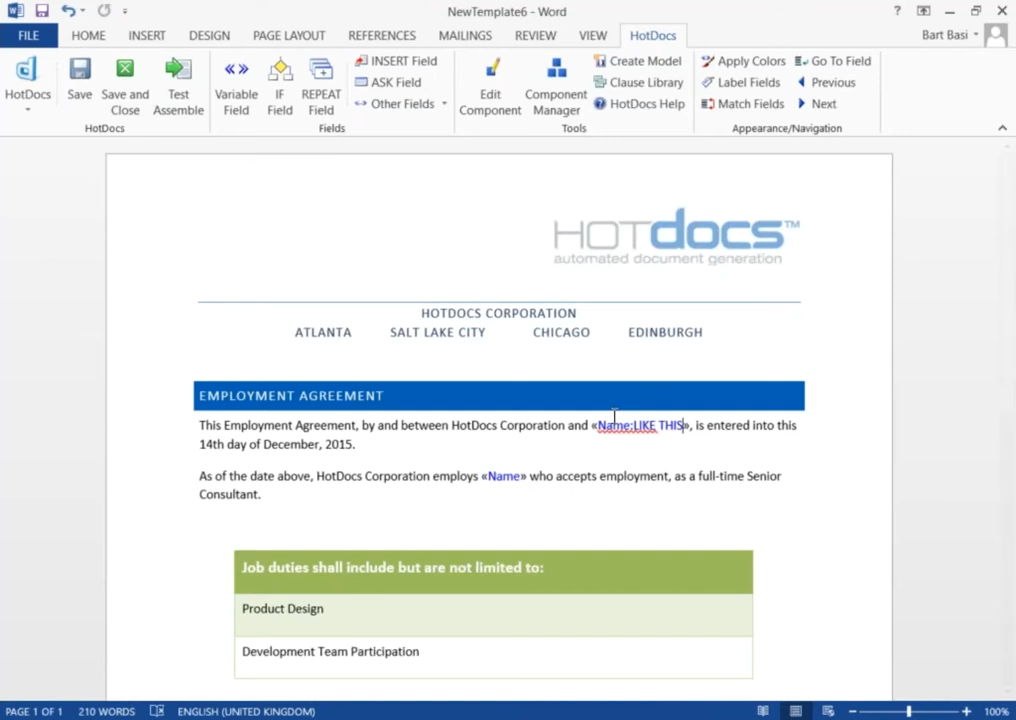 NewTemplate6 - Word
FILE HOME INSERT DESIGN PAGE LAYOUT REFERENCES MAILINGS REVIEW VIEW HotDocs Bart Basi
HotDocs Save Save and Close Test Assemble
HotDocs
«» Variable Field IF Field REPEAT Field
INSERT Field
ASK Field
Other Fields
Fields
Edit Component Component Manager
Create Model
Clause Library
HotDocs Help
Tools
Apply Colors Go To Field
Label Fields Previous
Match Fields Next
Appearance/Navigation
HOTdocs™
automated document generation
HOTDOCS CORPORATION
ATLANTA SALT LAKE CITY CHICAGO EDINBURGH
EMPLOYMENT AGREEMENT
This Employment Agreement, by and between HotDocs Corporation and «Name:LIKE THIS», is entered into this
14th day of December, 2015.
As of the date above, HotDocs Corporation employs «Name» who accepts employment, as a full-time Senior
Consultant.
Job duties shall include but are not limited to:
Product Design
Development Team Participation
PAGE 1 OF 1 210 WORDS ENGLISH (UNITED KINGDOM) 100%